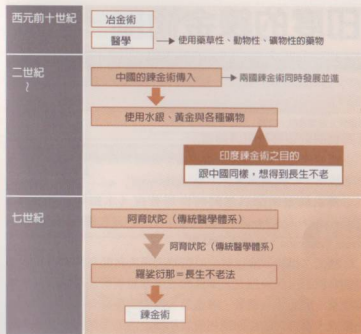 西元前十世紀
冶金術
醫學
使用藥草性、動物性、礦物性的藥物
二世紀
~
中國的鍊金術傳入
兩國鍊金術同時發展並進
使用水銀、黃金與各種礦物
印度鍊金術之目的
跟中國同樣,想得到長生不老
七世紀
阿育吠陀(傳統醫學體系)
阿育吠陀(傳統醫學體系)
羅娑衍那=長生不老法
鍊金術